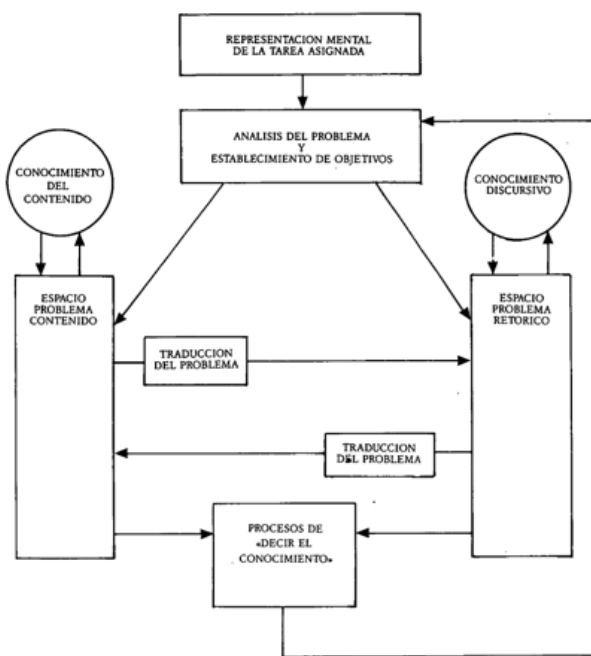 REPRESENTACION MENTAL
DE LA TAREA ASIGNADA
ANALISIS DEL PROBLEMA
Y
ESTABLECIMIENTO DE OBJETIVOS
CONOCIMIENTO
DEL
CONTENIDO
CONOCIMIENTO
DISCURSIVO
ESPACIO
PROBLEMA
CONTENIDO
ESPACIO
PROBLEMA
RETORICO
TRADUCCION
DEL PROBLEMA
TRADUCCION
DEL PROBLEMA
PROCESOS DE
«DECIR EL
CONOCIMIENTO»